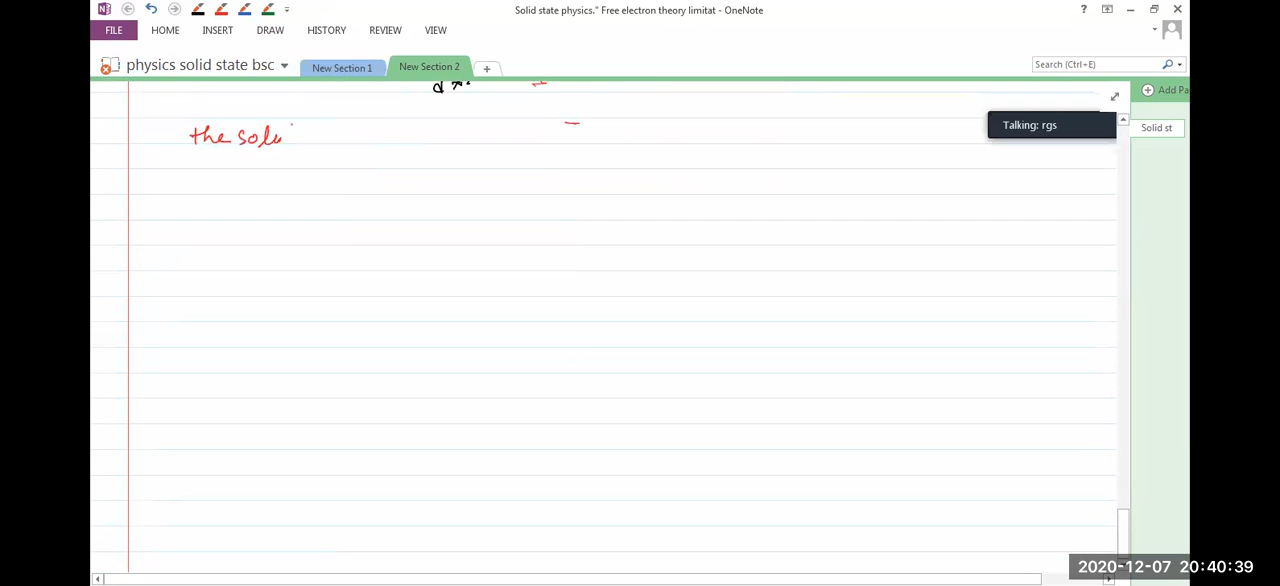 Solid state physics." Free electron theory limitat - OneNote
?
FILE HOME INSERT DRAW HISTORY REVIEW VIEW
physics solid state bsc New Section 1 New Section 2 +
Search (Ctrl+E)
Add Pa
Talking: rgs
Solid st
the solu
2020-12-07 20:40:39